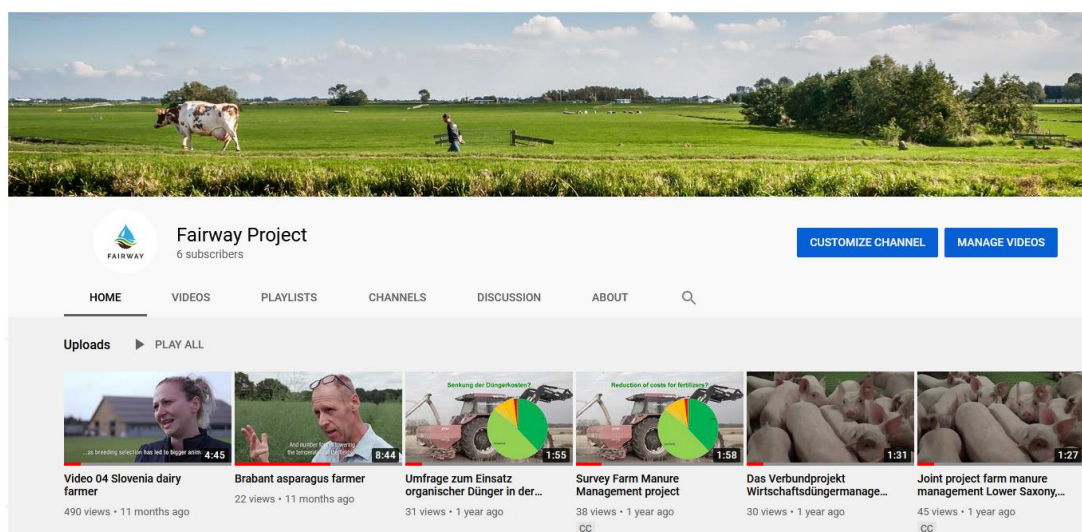 Fairway Project
6 subscribers
FAIRWAY
CUSTOMIZE CHANNEL
MANAGE VIDEOS
HOME
VIDEOS
PLAYLISTS
CHANNELS
DISCUSSION
ABOUT
Uploads
PLAY ALL
...as breeding selection has led to bigger anim
4:45
Video 04 Slovenia dairy
farmer
490 views • 11 months ago
And number four lowering
the temperature
8:44
Brabant asparagus farmer
22 views • 11 months ago
Senkung der Düngerkosten?
1:55
Umfrage zum Einsatz
organischer Dünger in der...
31 views • 1 year ago
Reduction of costs for fertilizers?
1:58
Survey Farm Manure
Management project
38 views • 1 year ago
CC
1:31
Das Verbundprojekt
Wirtschaftsdüngermanage...
30 views • 1 year ago
1:27
Joint project farm manure
management Lower Saxony,...
45 views • 1 year ago
CC